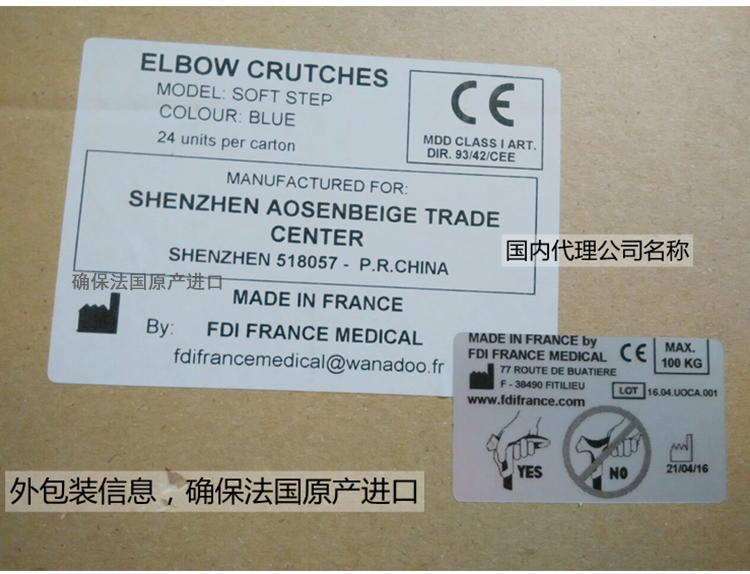 ELBOW CRUTCHES
MODEL: SOFT STEP
COLOUR: BLUE
24 units per carton
CE
MDD CLASS I ART.
DIR. 93/42/CEE
MANUFACTURED FOR:
SHENZHEN AOSENBEIGE TRADE
CENTER
SHENZHEN 518057 - P.R.CHINA
国内代理公司名称
确保法国原产进口
MADE IN FRANCE
By: FDI FRANCE MEDICAL
fdifrancemedical@wanadoo.fr
MADE IN FRANCE by
FDI FRANCE MEDICAL
CE
MAX.
100 KG
77 ROUTE DE BUATIERE
F - 38490 FITILIEU
LOT 16.04.UOCA.001
www.fdifrance.com
YES
NO
21/04/16
外包装信息，确保法国原产进口